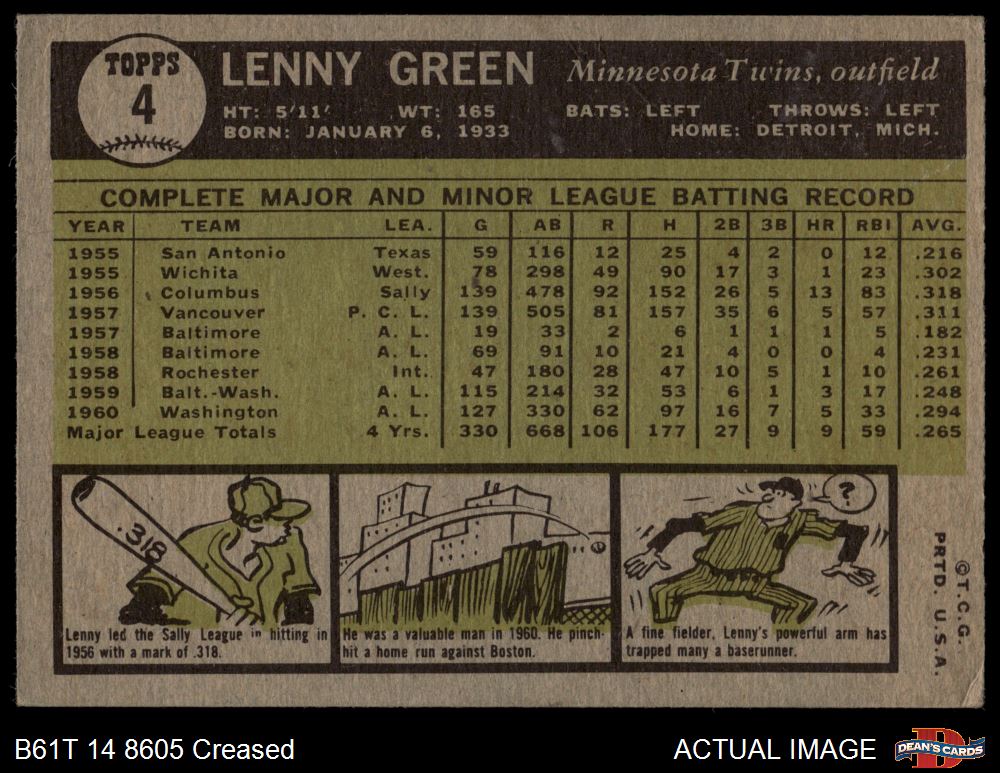 TOPPS
4
LENNY GREEN Minnesota Twins, outfield
HT: 5'11' WT: 165 BATS: LEFT THROWS: LEFT
BORN: JANUARY 6, 1933 HOME: DETROIT, MICH.
COMPLETE MAJOR AND MINOR LEAGUE BATTING RECORD
YEAR TEAM LEA. G AB R H 2B 3B HR RBI AVG.
1955 San Antonio Texas 59 116 12 25 4 2 0 12 .216
1955 Wichita West. 78 298 49 90 17 3 1 23 .302
1956 Columbus Sally 139 478 92 152 26 5 13 83 .318
1957 Vancouver P. C. L. 139 505 81 157 35 6 5 57 .311
1957 Baltimore A. L. 19 33 2 6 1 1 1 5 .182
1958 Baltimore A. L. 69 91 10 21 4 0 0 4 .231
1958 Rochester Int. 47 180 28 47 10 5 1 10 .261
1959 Balt.-Wash. A. L. 115 214 32 53 6 1 3 17 .248
1960 Washington A. L. 127 330 62 97 16 7 5 33 .294
Major League Totals 4 Yrs. 330 668 106 177 27 9 9 59 .265
.318
Lenny led the Sally League in hitting in
1956 with a mark of .318.
He was a valuable man in 1960. He pinch-
hit a home run against Boston.
?
A fine fielder, Lenny's powerful arm has
trapped many a baserunner.
©T.C.G.
PRTD. U.S.A.
B61T 14 8605 Creased
ACTUAL IMAGE
D
DEAN'S CARDS